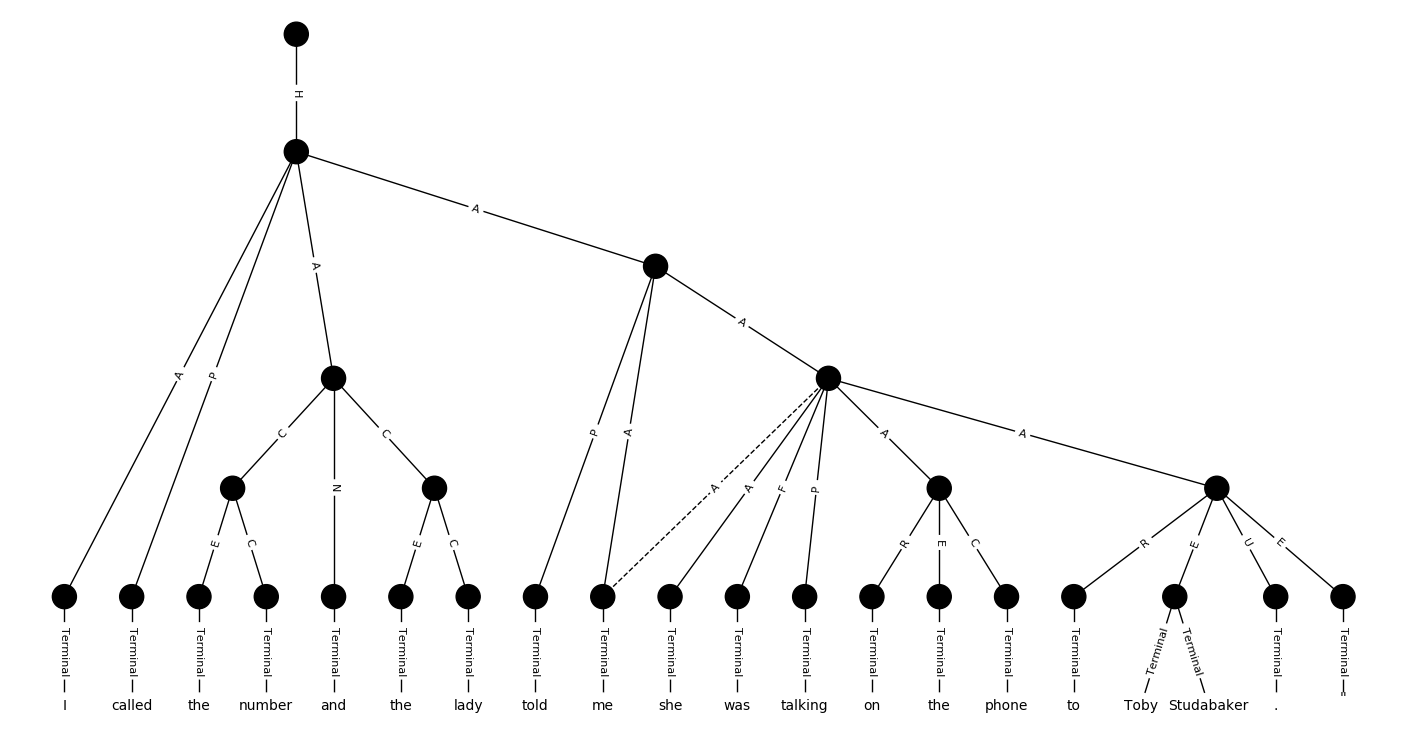 H
A
A
A
A
P
C
C
P
A
A
A
N
A
A
F
P
E
C
E
C
R
E
C
R
E
U
E
Terminal Terminal Terminal Terminal Terminal Terminal Terminal Terminal Terminal Terminal Terminal Terminal Terminal Terminal Terminal Terminal Terminal Terminal Terminal Terminal
I called the number and the lady told me she was talking on the phone to Toby Studabaker . "